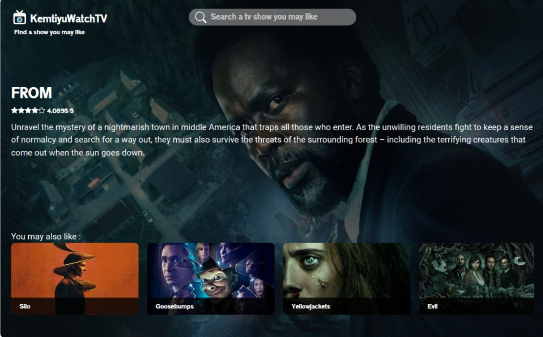 KemtiyuWatchTV
Search a tv show you may like
Find a show you may like
FROM
4.0895/5
Unravel the mystery of a nightmarish town in middle America that traps all those who enter. As the unwilling residents fight to keep a sense
of normalcy and search for a way out, they must also survive the threats of the surrounding forest – including the terrifying creatures that
come out when the sun goes down.
You may also like :
Silo
Goosebumps
Yellowjackets
Evil